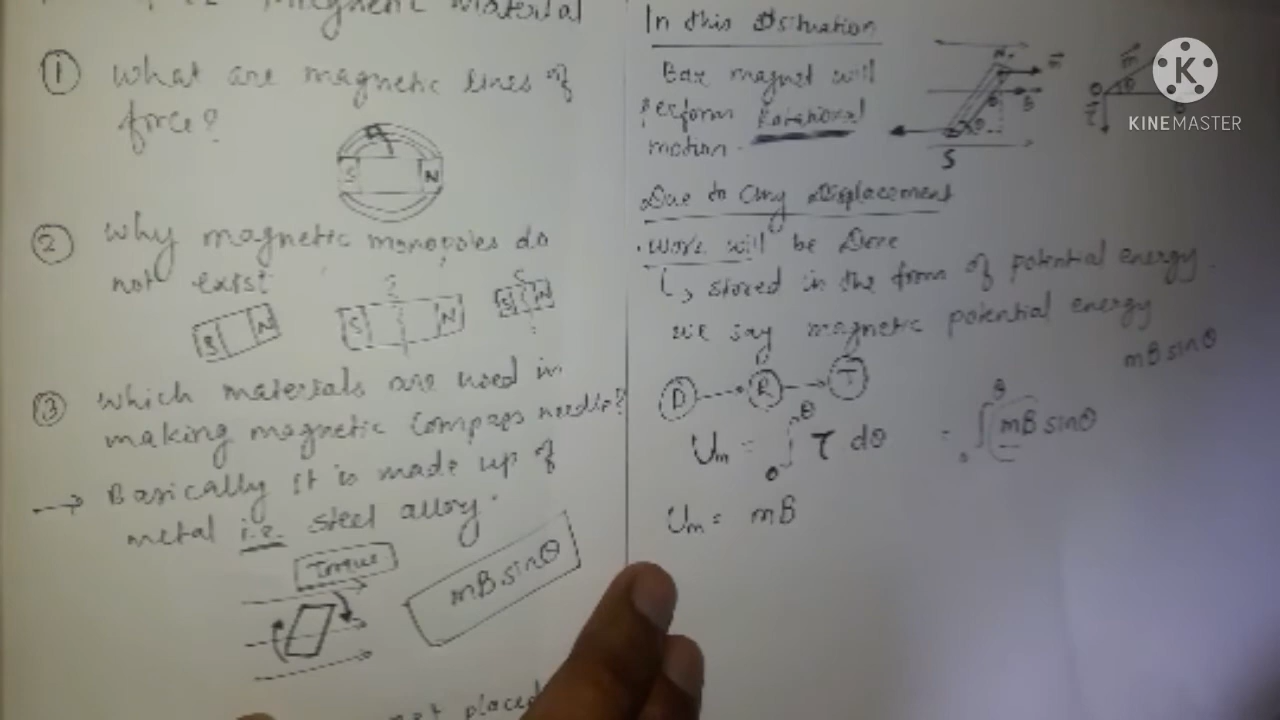 Magnetic Material
① What are magnetic lines of
force?
S N
② Why magnetic monopoles do
not exist
S N S N S N
③ Which materials are used in
making magnetic compass needle?
→ Basically it is made up of
metal i.e. steel alloy.
Torque
mB sinθ
not placed
In this
Bar magnet will
perform Rotational
motion.
S
Due to any Displacement
. Work will be Done
↳ stored in the form of potential energy.
we say magnetic potential energy
mB sinθ
D → R → T
Um = ∫₀^θ τ dθ = ∫₀^θ mB sinθ
Um = mB
K
KINEMASTER